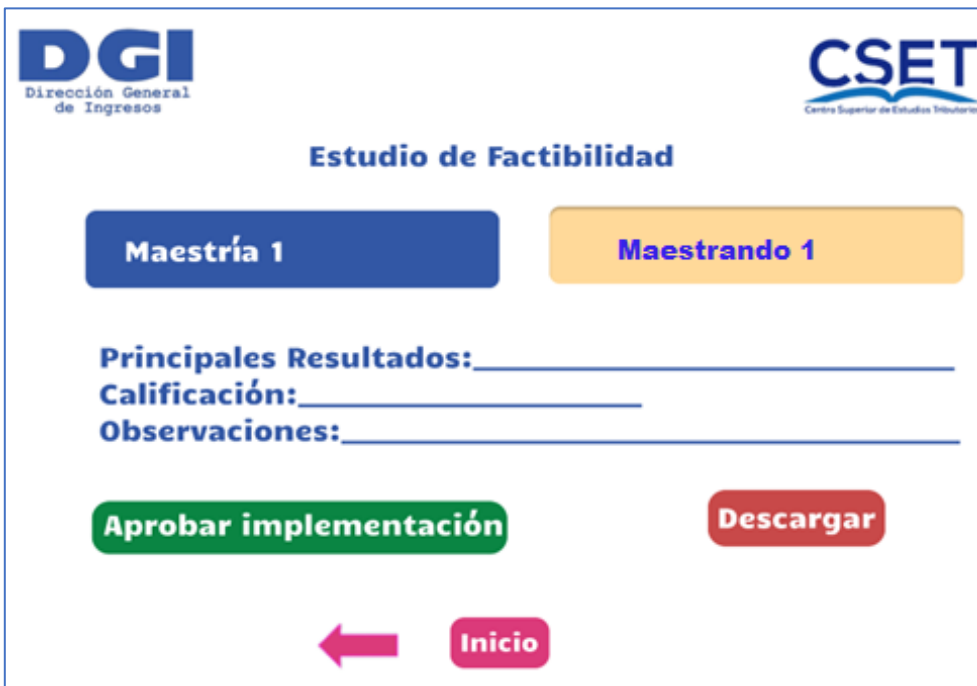 DGI
Dirección General
de Ingresos
CSET
Centro Superior de Estudios Tributarios
Estudio de Factibilidad
Maestría 1
Maestrando 1
Principales Resultados:
Calificación:
Observaciones:
Aprobar implementación
Descargar
Inicio